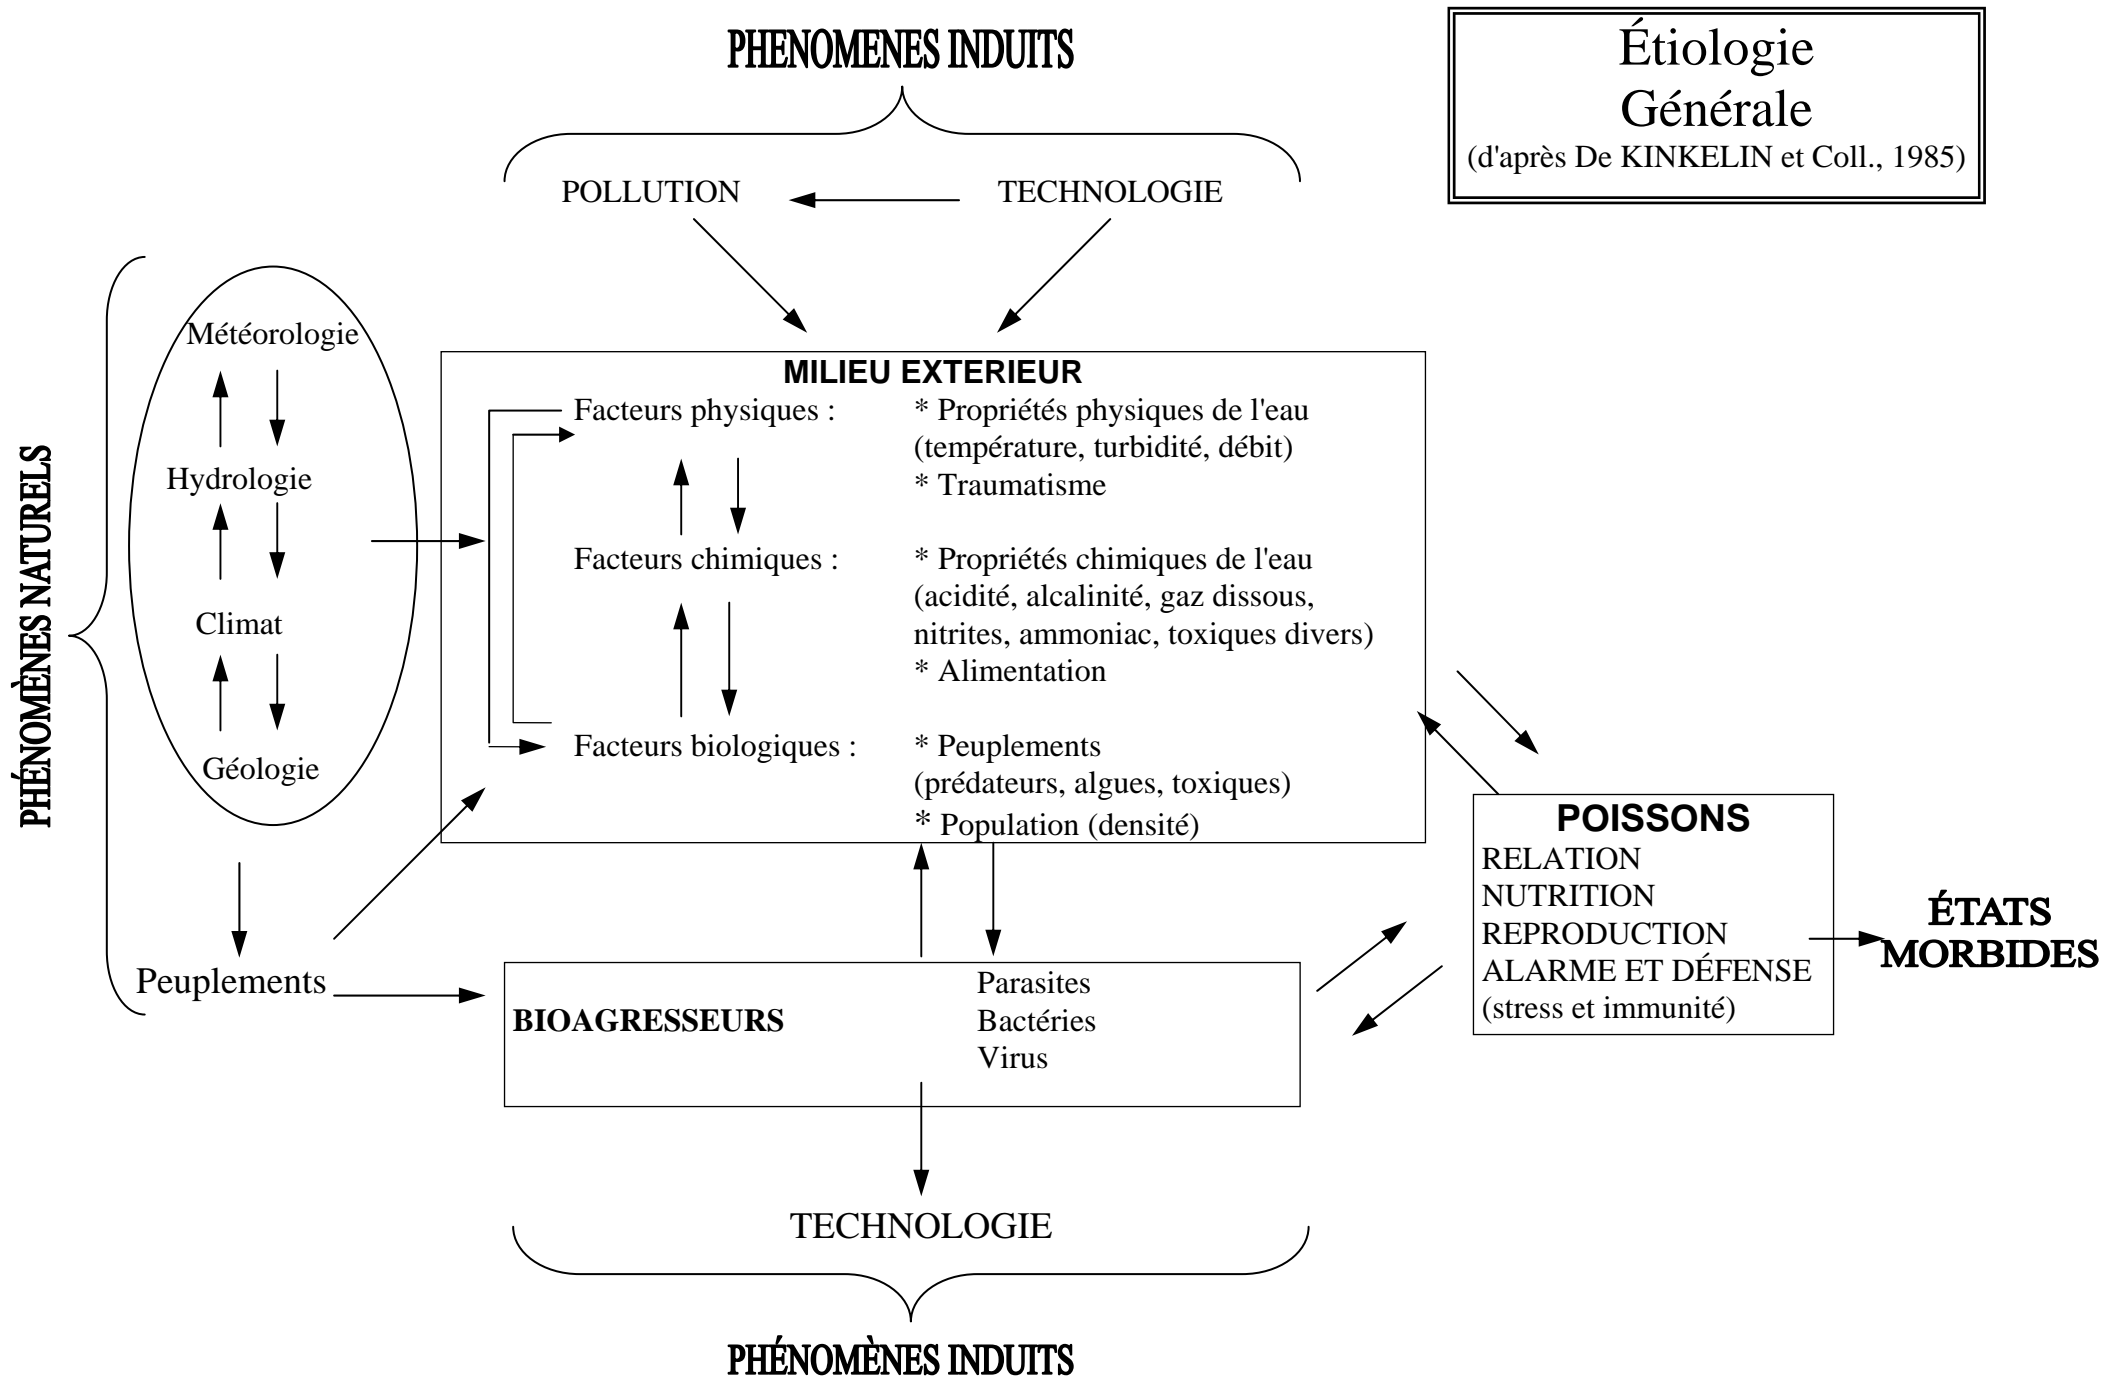 PHENOMENES INDUITS
Étiologie
Générale
(d'après De KINKELIN et Coll., 1985)
POLLUTION
TECHNOLOGIE
PHÉNOMÈNES NATURELS
Météorologie
Hydrologie
Climat
Géologie
Peuplements
MILIEU EXTERIEUR
Facteurs physiques :
* Propriétés physiques de l'eau
(température, turbidité, débit)
* Traumatisme
Facteurs chimiques :
* Propriétés chimiques de l'eau
(acidité, alcalinité, gaz dissous,
nitrites, ammoniac, toxiques divers)
* Alimentation
Facteurs biologiques :
* Peuplements
(prédateurs, algues, toxiques)
* Population (densité)
POISSONS
RELATION
NUTRITION
REPRODUCTION
ALARME ET DÉFENSE
(stress et immunité)
ÉTATS
MORBIDES
BIOAGRESSEURS
Parasites
Bactéries
Virus
TECHNOLOGIE
PHÉNOMÈNES INDUITS